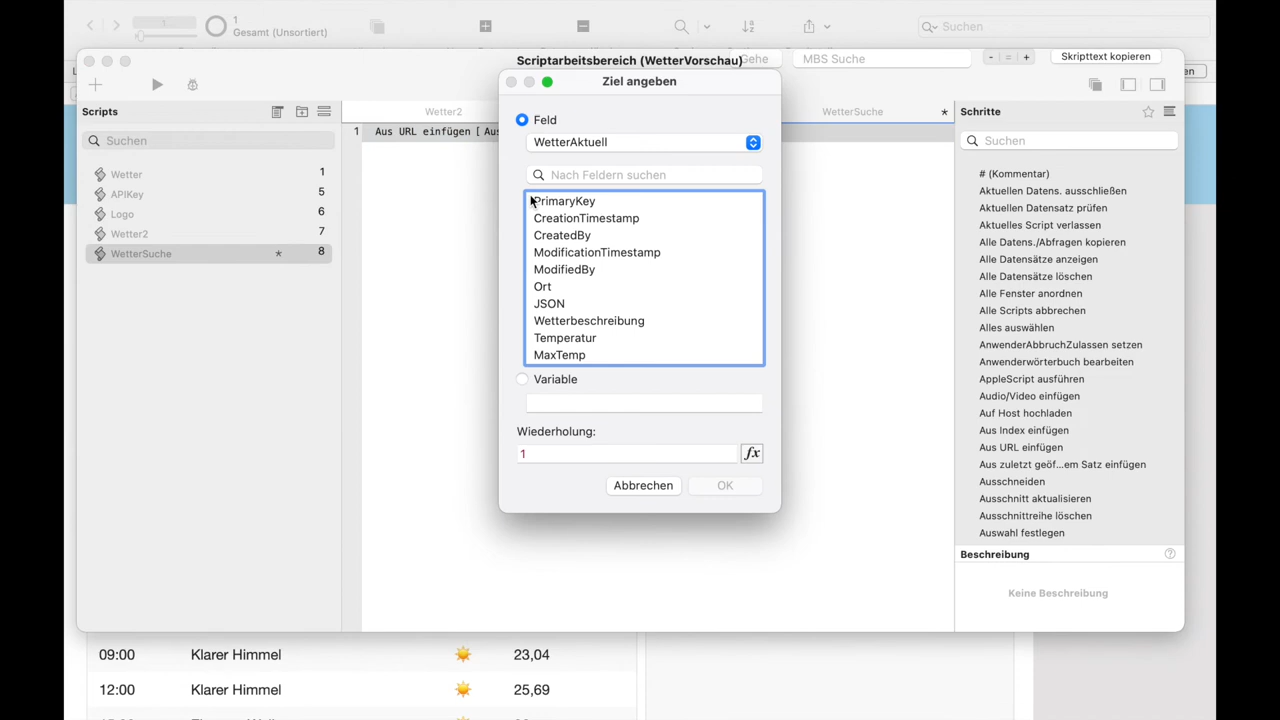 1
1
Gesamt (Unsortiert)
Suchen
Scriptarbeitsbereich (WetterVorschau)
Gehe
MBS Suche
- = +
Skripttext kopieren
en
Ziel angeben
Scripts
Wetter2
WetterSuche *
Schritte
Suchen
1 Aus URL einfügen [ Aus
Suchen
Wetter 1
APIKey 5
Logo 6
Wetter2 7
WetterSuche * 8
Feld
WetterAktuell
Nach Feldern suchen
PrimaryKey
CreationTimestamp
CreatedBy
ModificationTimestamp
ModifiedBy
Ort
JSON
Wetterbeschreibung
Temperatur
MaxTemp
Variable
Wiederholung:
1
fx
Abbrechen
OK
# (Kommentar)
Aktuellen Datens. ausschließen
Aktuellen Datensatz prüfen
Aktuelles Script verlassen
Alle Datens./Abfragen kopieren
Alle Datensätze anzeigen
Alle Datensätze löschen
Alle Fenster anordnen
Alle Scripts abbrechen
Alles auswählen
AnwenderAbbruchZulassen setzen
Anwenderwörterbuch bearbeiten
AppleScript ausführen
Audio/Video einfügen
Auf Host hochladen
Aus Index einfügen
Aus URL einfügen
Aus zuletzt geöf...em Satz einfügen
Ausschneiden
Ausschnitt aktualisieren
Ausschnittreihe löschen
Auswahl festlegen
Beschreibung
Keine Beschreibung
09:00 Klarer Himmel 23,04
12:00 Klarer Himmel 25,69